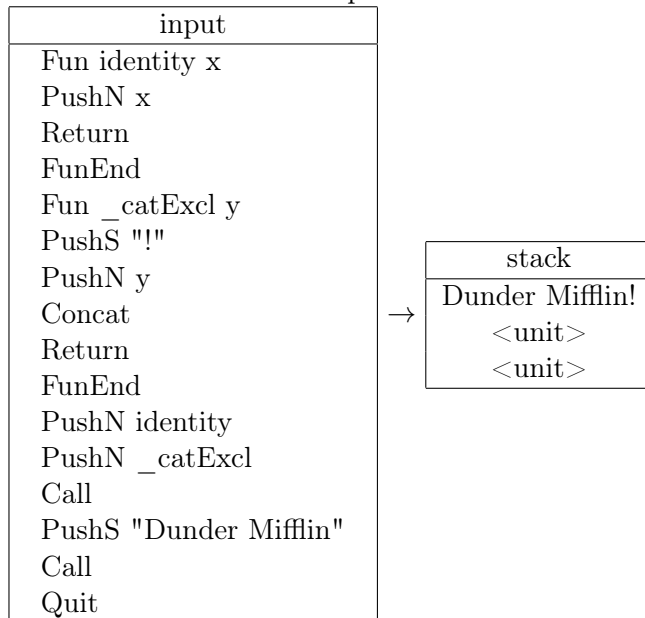 input
Fun identity x
PushN x
Return
FunEnd
Fun _catExcl y
PushS "!"
PushN y
Concat
Return
FunEnd
PushN identity
PushN _catExcl
Call
PushS "Dunder Mifflin"
Call
Quit
→
stack
Dunder Mifflin!
<unit>
<unit>